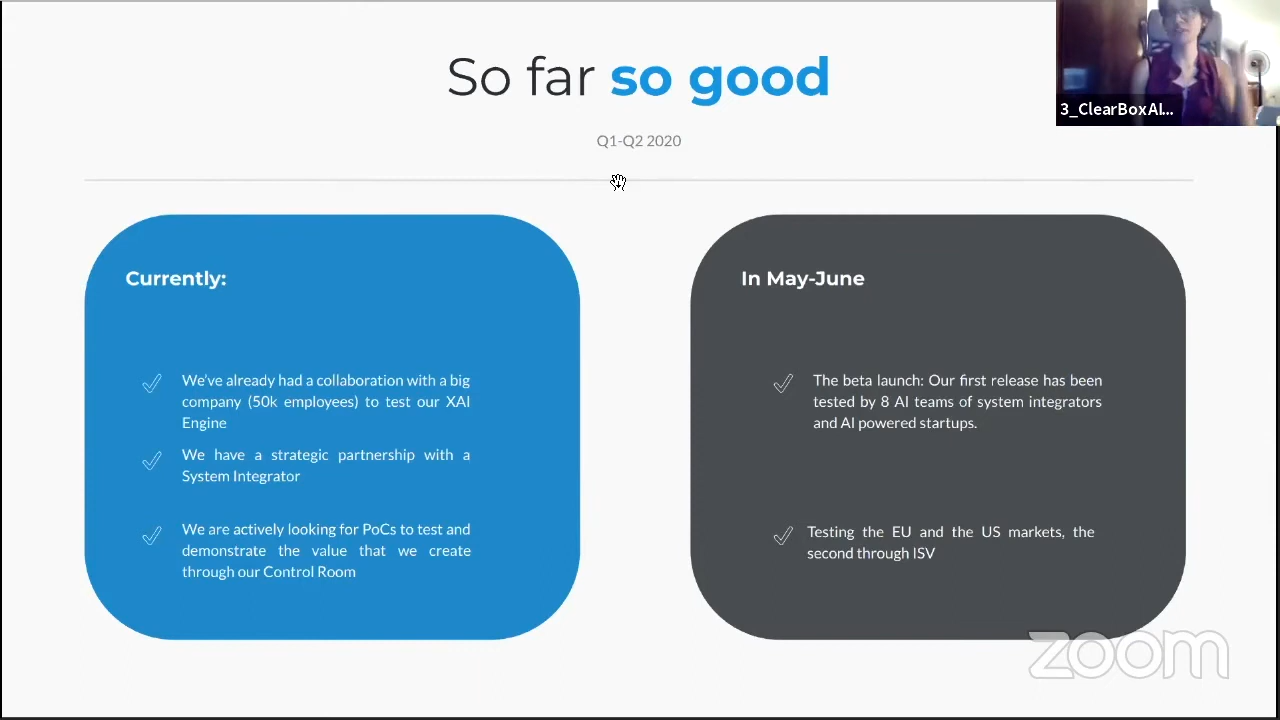 So far so good
3_ClearBoxAI...
Q1-Q2 2020
Currently:
We've already had a collaboration with a big
company (50k employees) to test our XAI
Engine
We have a strategic partnership with a
System Integrator
We are actively looking for PoCs to test and
demonstrate the value that we create
through our Control Room
In May-June
The beta launch: Our first release has been
tested by 8 AI teams of system integrators
and AI powered startups.
Testing the EU and the US markets, the
second through ISV
zoom